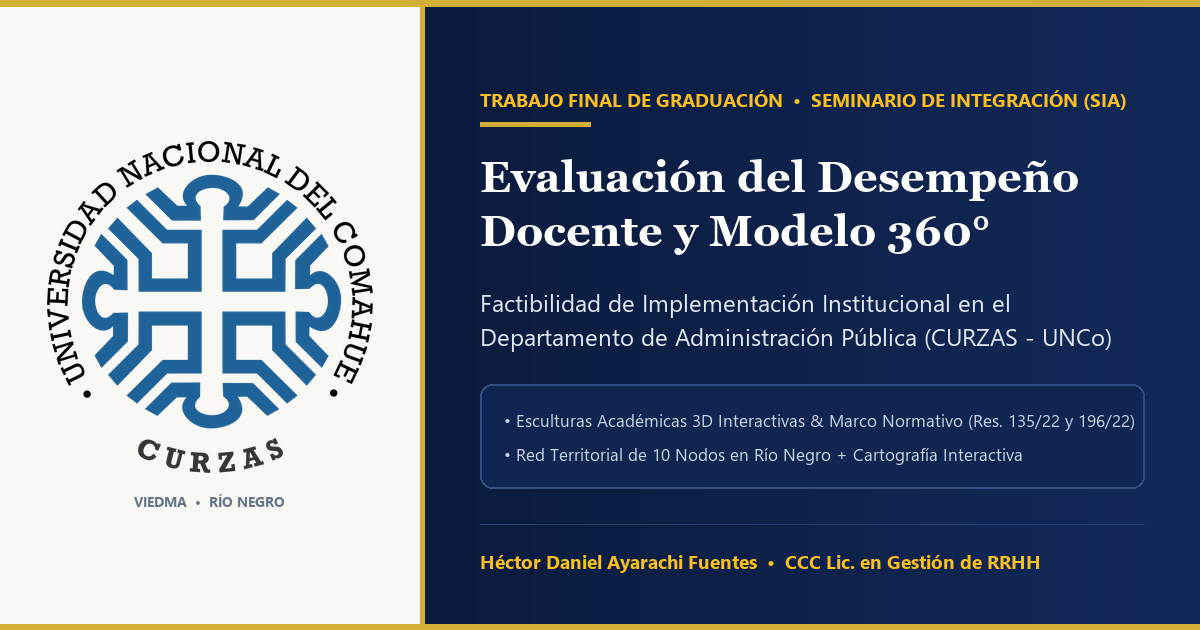 • UNIVERSIDAD NACIONAL DEL COMAHUE •
CURZAS
VIEDMA • RÍO NEGRO
TRABAJO FINAL DE GRADUACIÓN • SEMINARIO DE INTEGRACIÓN (SIA)
Evaluación del Desempeño
Docente y Modelo 360°
Factibilidad de Implementación Institucional en el
Departamento de Administración Pública (CURZAS - UNCo)
• Esculturas Académicas 3D Interactivas & Marco Normativo (Res. 135/22 y 196/22)
• Red Territorial de 10 Nodos en Río Negro + Cartografía Interactiva
Héctor Daniel Ayarachi Fuentes • CCC Lic. en Gestión de RRHH